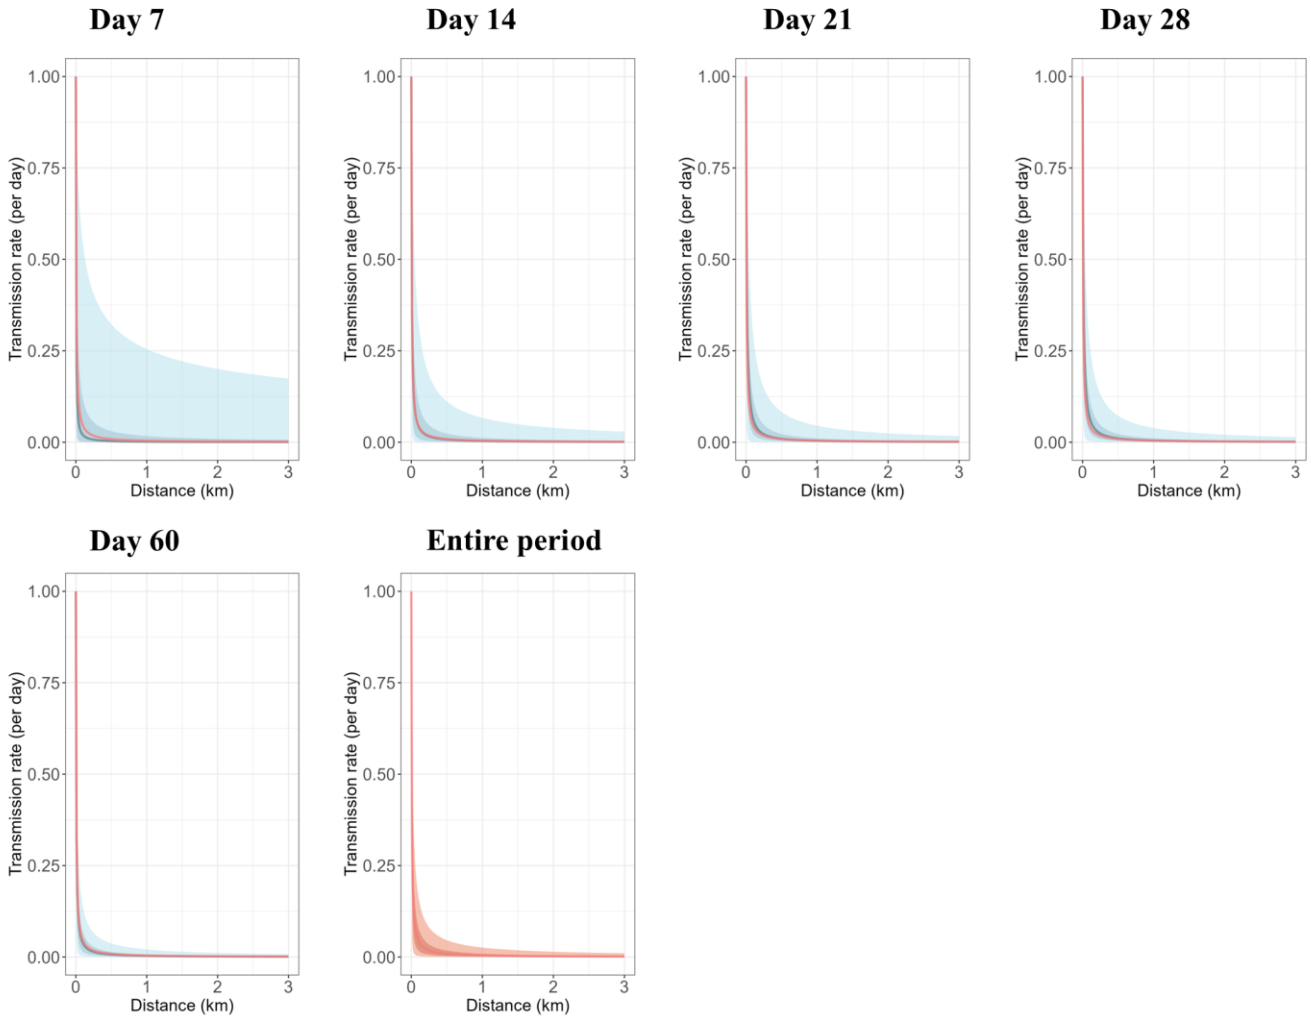 Day 7
Day 14
Day 21
Day 28
Transmission rate (per day)
1.00
0.75
0.50
0.25
0.00
0 1 2 3
Distance (km)
Transmission rate (per day)
1.00
0.75
0.50
0.25
0.00
0 1 2 3
Distance (km)
Transmission rate (per day)
1.00
0.75
0.50
0.25
0.00
0 1 2 3
Distance (km)
Transmission rate (per day)
1.00
0.75
0.50
0.25
0.00
0 1 2 3
Distance (km)
Day 60
Entire period
Transmission rate (per day)
1.00
0.75
0.50
0.25
0.00
0 1 2 3
Distance (km)
Transmission rate (per day)
1.00
0.75
0.50
0.25
0.00
0 1 2 3
Distance (km)